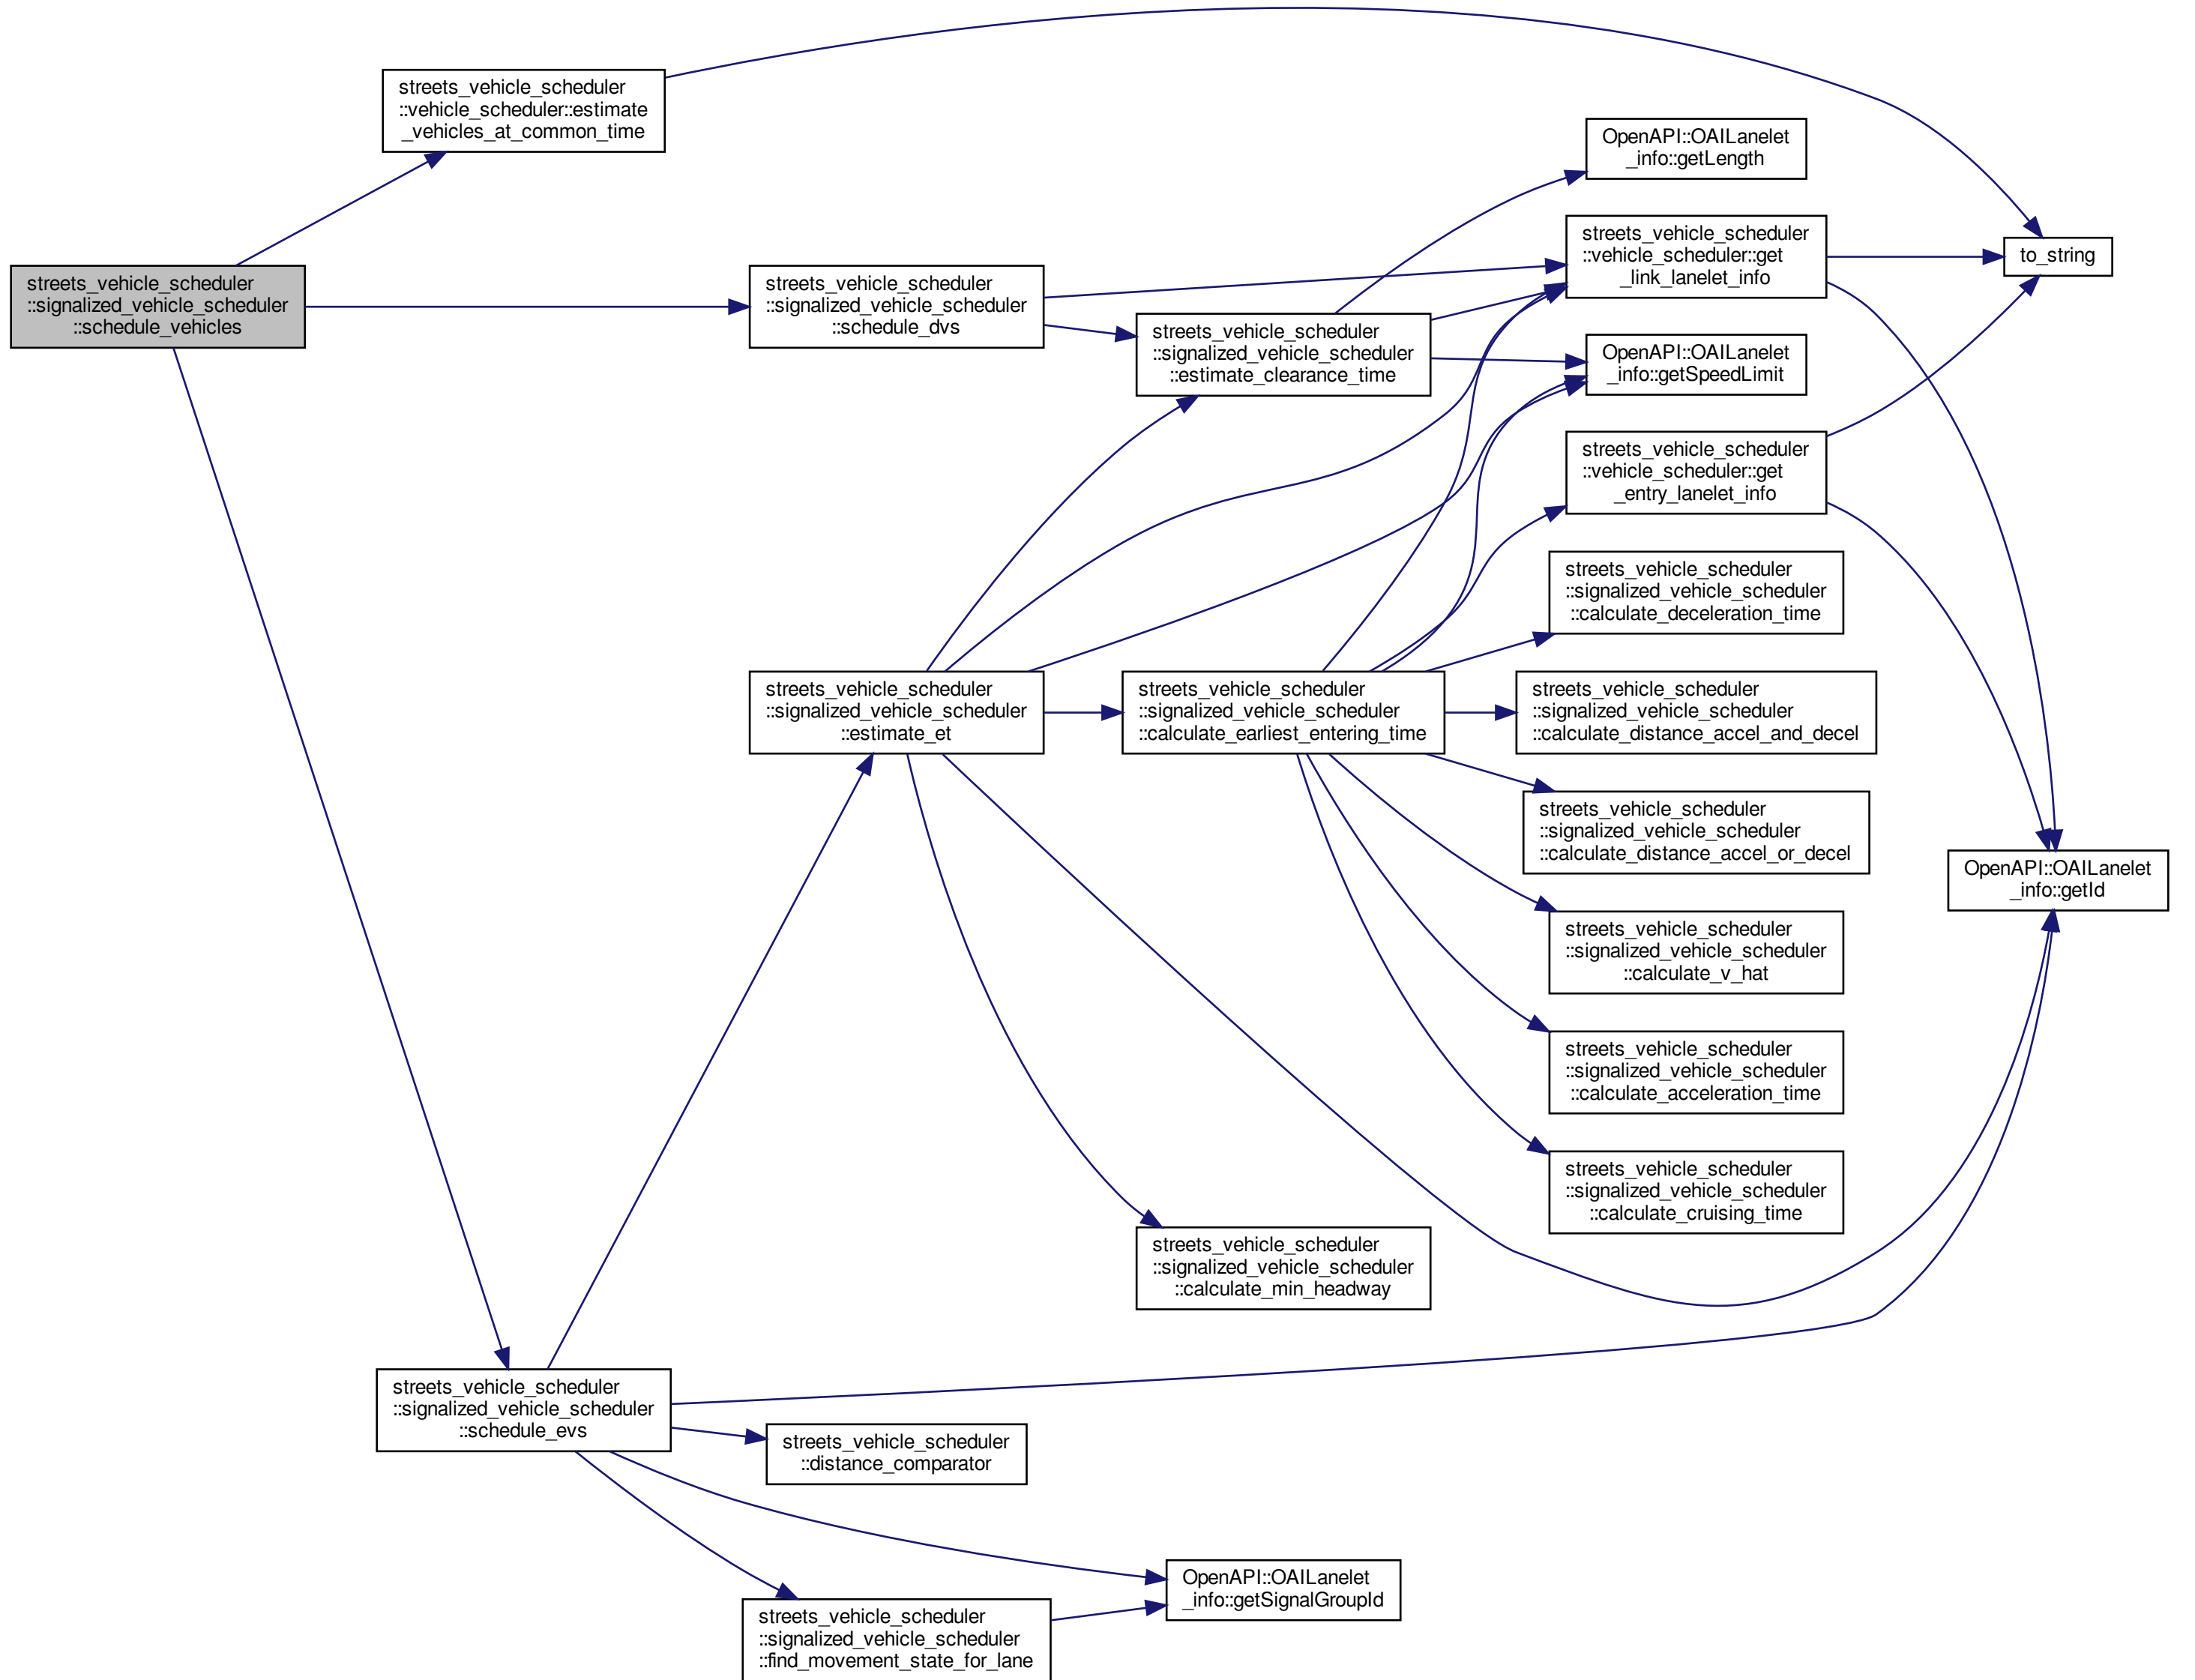 streets_vehicle_scheduler
::vehicle_scheduler::estimate
_vehicles_at_common_time
OpenAPI::OAILanelet
_info::getLength
streets_vehicle_scheduler
::vehicle_scheduler::get
_link_lanelet_info
to_string
streets_vehicle_scheduler
::signalized_vehicle_scheduler
::schedule_vehicles
streets_vehicle_scheduler
::signalized_vehicle_scheduler
::schedule_dvs
streets_vehicle_scheduler
::signalized_vehicle_scheduler
::estimate_clearance_time
OpenAPI::OAILanelet
_info::getSpeedLimit
streets_vehicle_scheduler
::vehicle_scheduler::get
_entry_lanelet_info
streets_vehicle_scheduler
::signalized_vehicle_scheduler
::calculate_deceleration_time
streets_vehicle_scheduler
::signalized_vehicle_scheduler
::estimate_et
streets_vehicle_scheduler
::signalized_vehicle_scheduler
::calculate_earliest_entering_time
streets_vehicle_scheduler
::signalized_vehicle_scheduler
::calculate_distance_accel_and_decel
streets_vehicle_scheduler
::signalized_vehicle_scheduler
::calculate_distance_accel_or_decel
OpenAPI::OAILanelet
_info::getId
streets_vehicle_scheduler
::signalized_vehicle_scheduler
::calculate_v_hat
streets_vehicle_scheduler
::signalized_vehicle_scheduler
::calculate_acceleration_time
streets_vehicle_scheduler
::signalized_vehicle_scheduler
::calculate_cruising_time
streets_vehicle_scheduler
::signalized_vehicle_scheduler
::calculate_min_headway
streets_vehicle_scheduler
::signalized_vehicle_scheduler
::schedule_evs
streets_vehicle_scheduler
::distance_comparator
OpenAPI::OAILanelet
_info::getSignalGroupId
streets_vehicle_scheduler
::signalized_vehicle_scheduler
::find_movement_state_for_lane